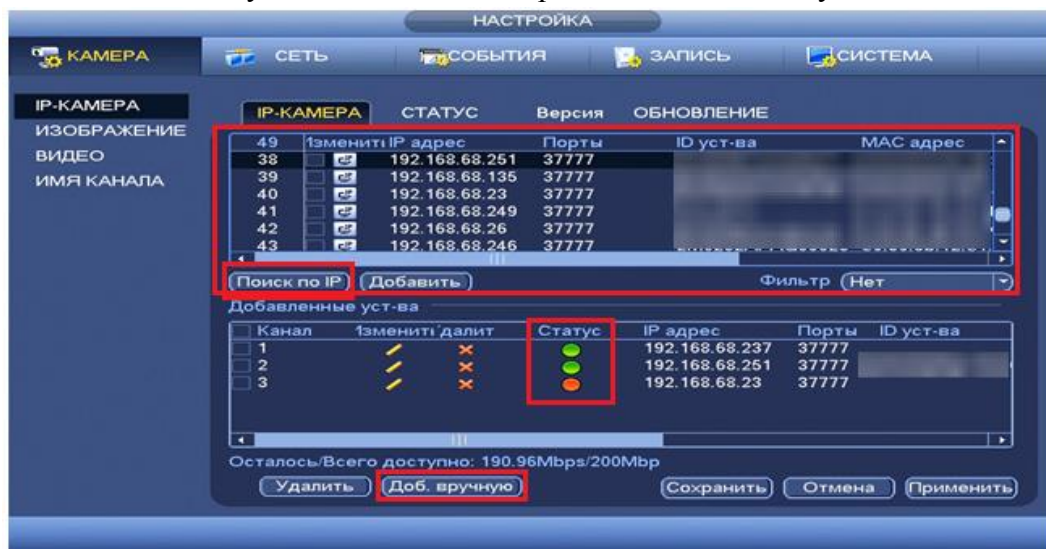 НАСТРОЙКА
КАМЕРА СЕТЬ СОБЫТИЯ ЗАПИСЬ СИСТЕМА
IP-КАМЕРА
ИЗОБРАЖЕНИЕ
ВИДЕО
ИМЯ КАНАЛА
IP-КАМЕРА СТАТУС Версия ОБНОВЛЕНИЕ
49 Изменить IP адрес Порты ID уст-ва MAC адрес
38 192.168.68.251 37777
39 192.168.68.135 37777
40 192.168.68.23 37777
41 192.168.68.249 37777
42 192.168.68.26 37777
43 192.168.68.246 37777
Поиск по IP Добавить Фильтр Нет
Добавленные уст-ва
Канал Изменить далит Статус IP адрес Порты ID уст-ва
1 192.168.68.237 37777
2 192.168.68.251 37777
3 192.168.68.23 37777
Осталось/Всего доступно: 190.96Mbps/200Mbp
Удалить Доб. вручную Сохранить Отмена Применить